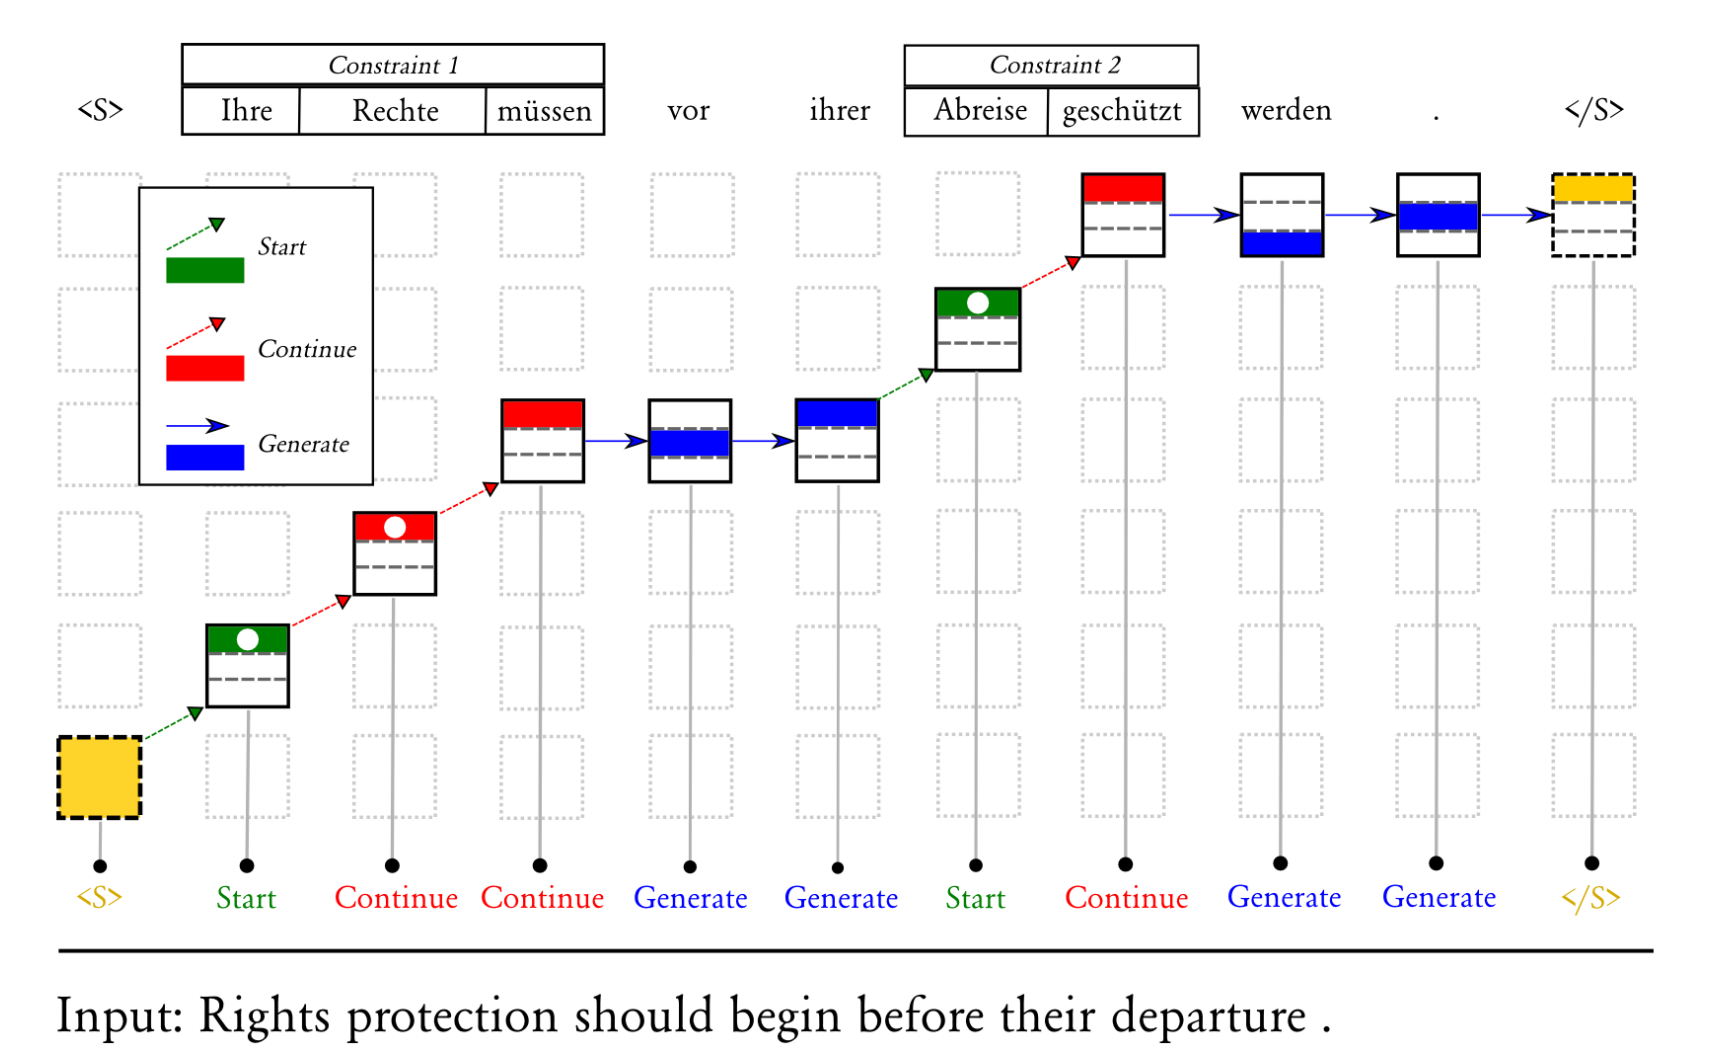 Constraint 1 Constraint 2
<S> Ihre Rechte müssen vor ihrer Abreise geschützt werden . </S>
Start
Continue
Generate
<S> Start Continue Continue Generate Generate Start Continue Generate Generate </S>
Input: Rights protection should begin before their departure .